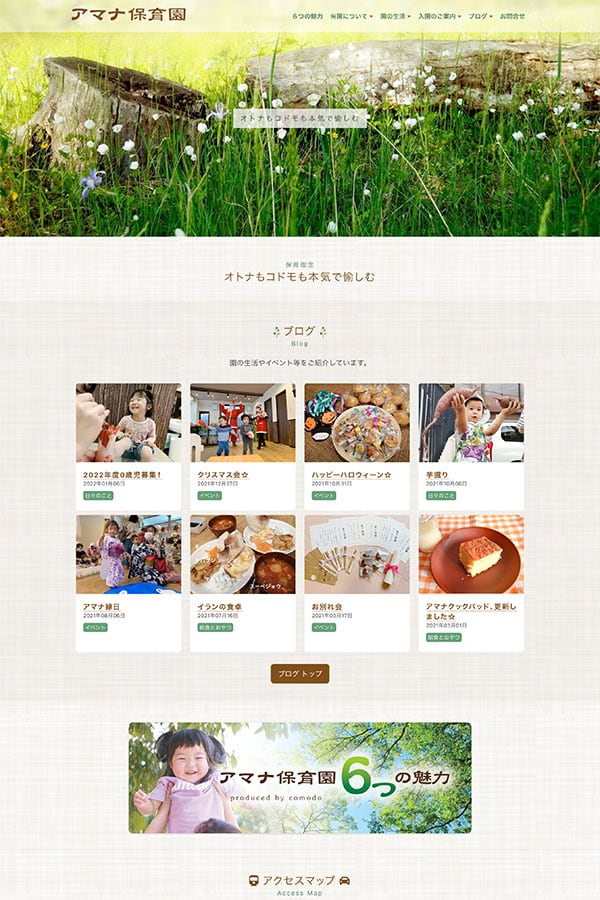 アマナ保育園
6つの魅力 当園について 園の生活 入園のご案内 ブログ お問合せ
オトナもコドモも本気で愉しむ
保育理念
オトナもコドモも本気で愉しむ
ブログ
Blog
園の生活やイベント等をご紹介しています。
2022年度0歳児募集!
2022年01月06日
日々のこと
クリスマス会☆
2021年12月27日
イベント
ハッピーハロウィーン☆
2021年10月31日
イベント
芋掘り
2021年10月06日
日々のこと
アマナ縁日
2021年08月06日
イベント
スーペジョウ
イランの食卓
2021年07月16日
給食とおやつ
お別れ会
2021年03月17日
イベント
アマナクックパッド、更新し
ました☆
2021年03月01日
給食とおやつ
ブログ トップ
アマナ保育園 6つの魅力
produced by comodo
アクセスマップ
Access Map